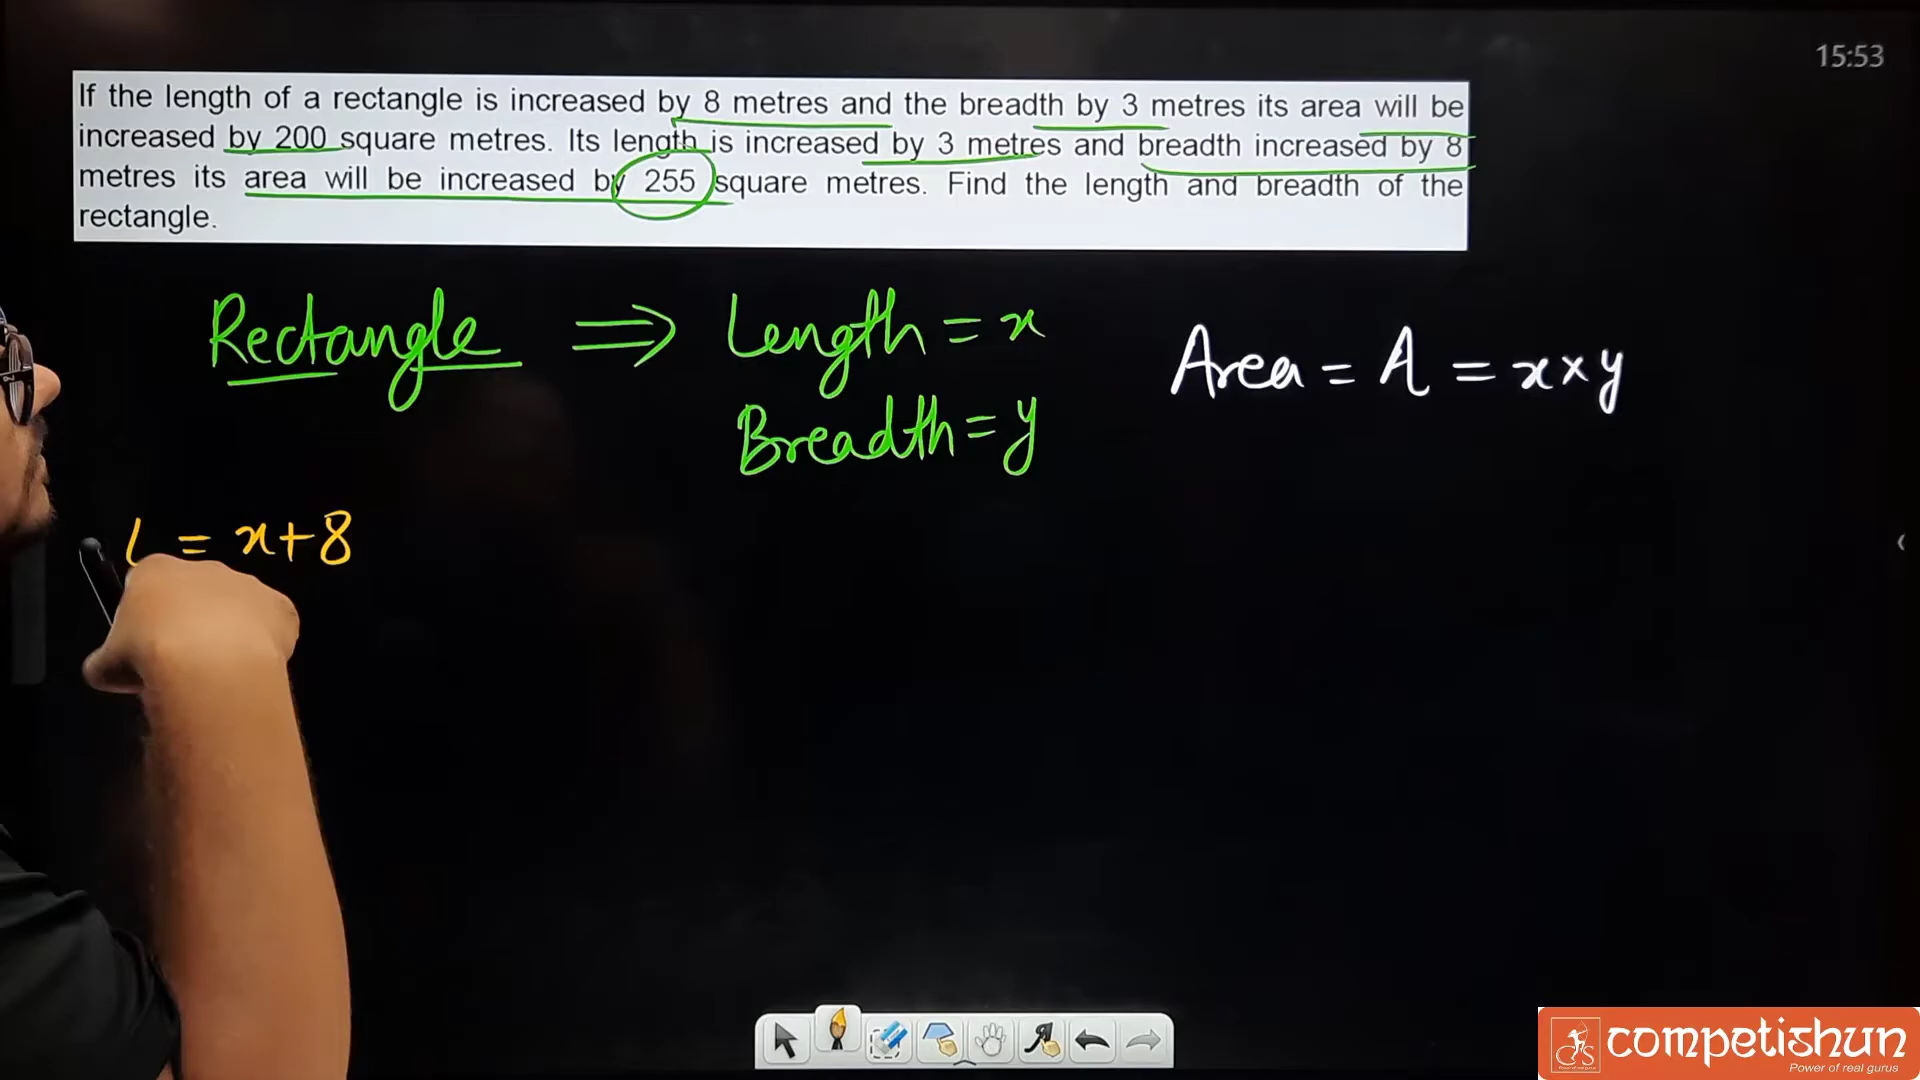 15:53
If the length of a rectangle is increased by 8 metres and the breadth by 3 metres its area will be
increased by 200 square metres. Its length is increased by 3 metres and breadth increased by 8
metres its area will be increased by 255 square metres. Find the length and breadth of the
rectangle.
Rectangle ⟹ Length = x
Area = A = x × y
Breadth = y
= x+8
competishun
Power of real gurus